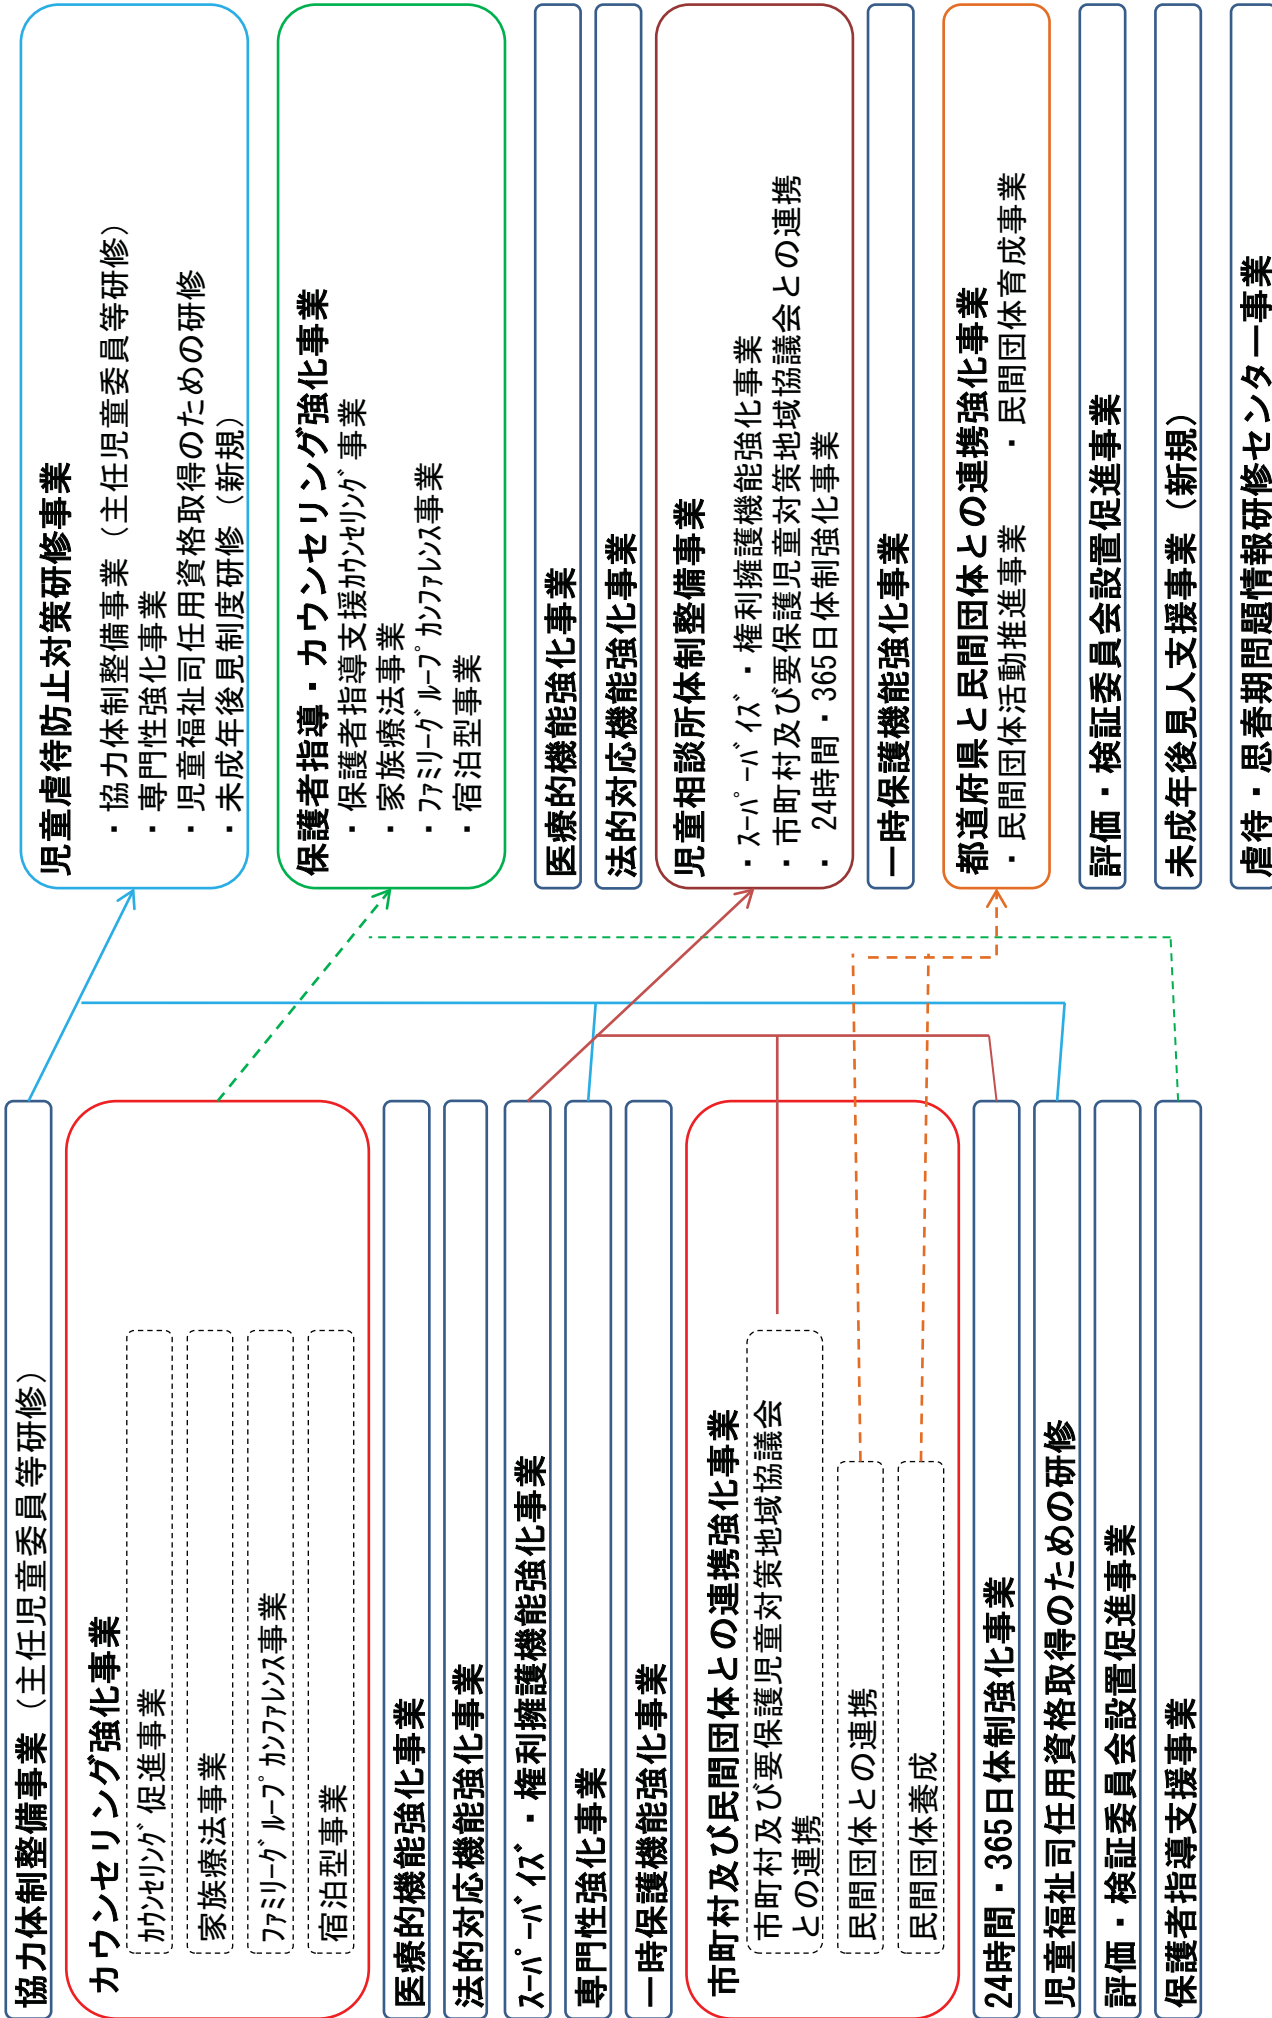 協力体制整備事業（主任児童委員等研修）
カウンセリング強化事業
ｶｳﾝｾﾘﾝｸﾞ促進事業
家族療法事業
ﾌｧﾐﾘｰｸﾞﾙｰﾌﾟｶﾝﾌｧﾚﾝｽ事業
宿泊型事業
医療的機能強化事業
法的対応機能強化事業
ｽｰﾊﾟｰﾊﾞｲｽﾞ・権利擁護機能強化事業
専門性強化事業
一時保護機能強化事業
市町村及び民間団体との連携強化事業
市町村及び要保護児童対策地域協議会
との連携
民間団体との連携
民間団体養成
24時間・365日体制強化事業
児童福祉司任用資格取得のための研修
評価・検証委員会設置促進事業
保護者指導支援事業
児童虐待防止対策研修事業
・協力体制整備事業（主任児童委員等研修）
・専門性強化事業
・児童福祉司任用資格取得のための研修
・未成年後見制度研修（新規）
保護者指導・カウンセリング強化事業
・保護者指導支援ｶｳﾝｾﾘﾝｸﾞ事業
・家族療法事業
・ﾌｧﾐﾘｰｸﾞﾙｰﾌﾟｶﾝﾌｧﾚﾝｽ事業
・宿泊型事業
医療的機能強化事業
法的対応機能強化事業
児童相談所体制整備事業
・ｽｰﾊﾟｰﾊﾞｲｽﾞ・権利擁護機能強化事業
・市町村及び要保護児童対策地域協議会との連携
・24時間・365日体制強化事業
一時保護機能強化事業
都道府県と民間団体との連携強化事業
・民間団体活動推進事業　・民間団体育成事業
評価・検証委員会設置促進事業
未成年後見人支援事業（新規）
虐待・思春期問題情報研修センター事業